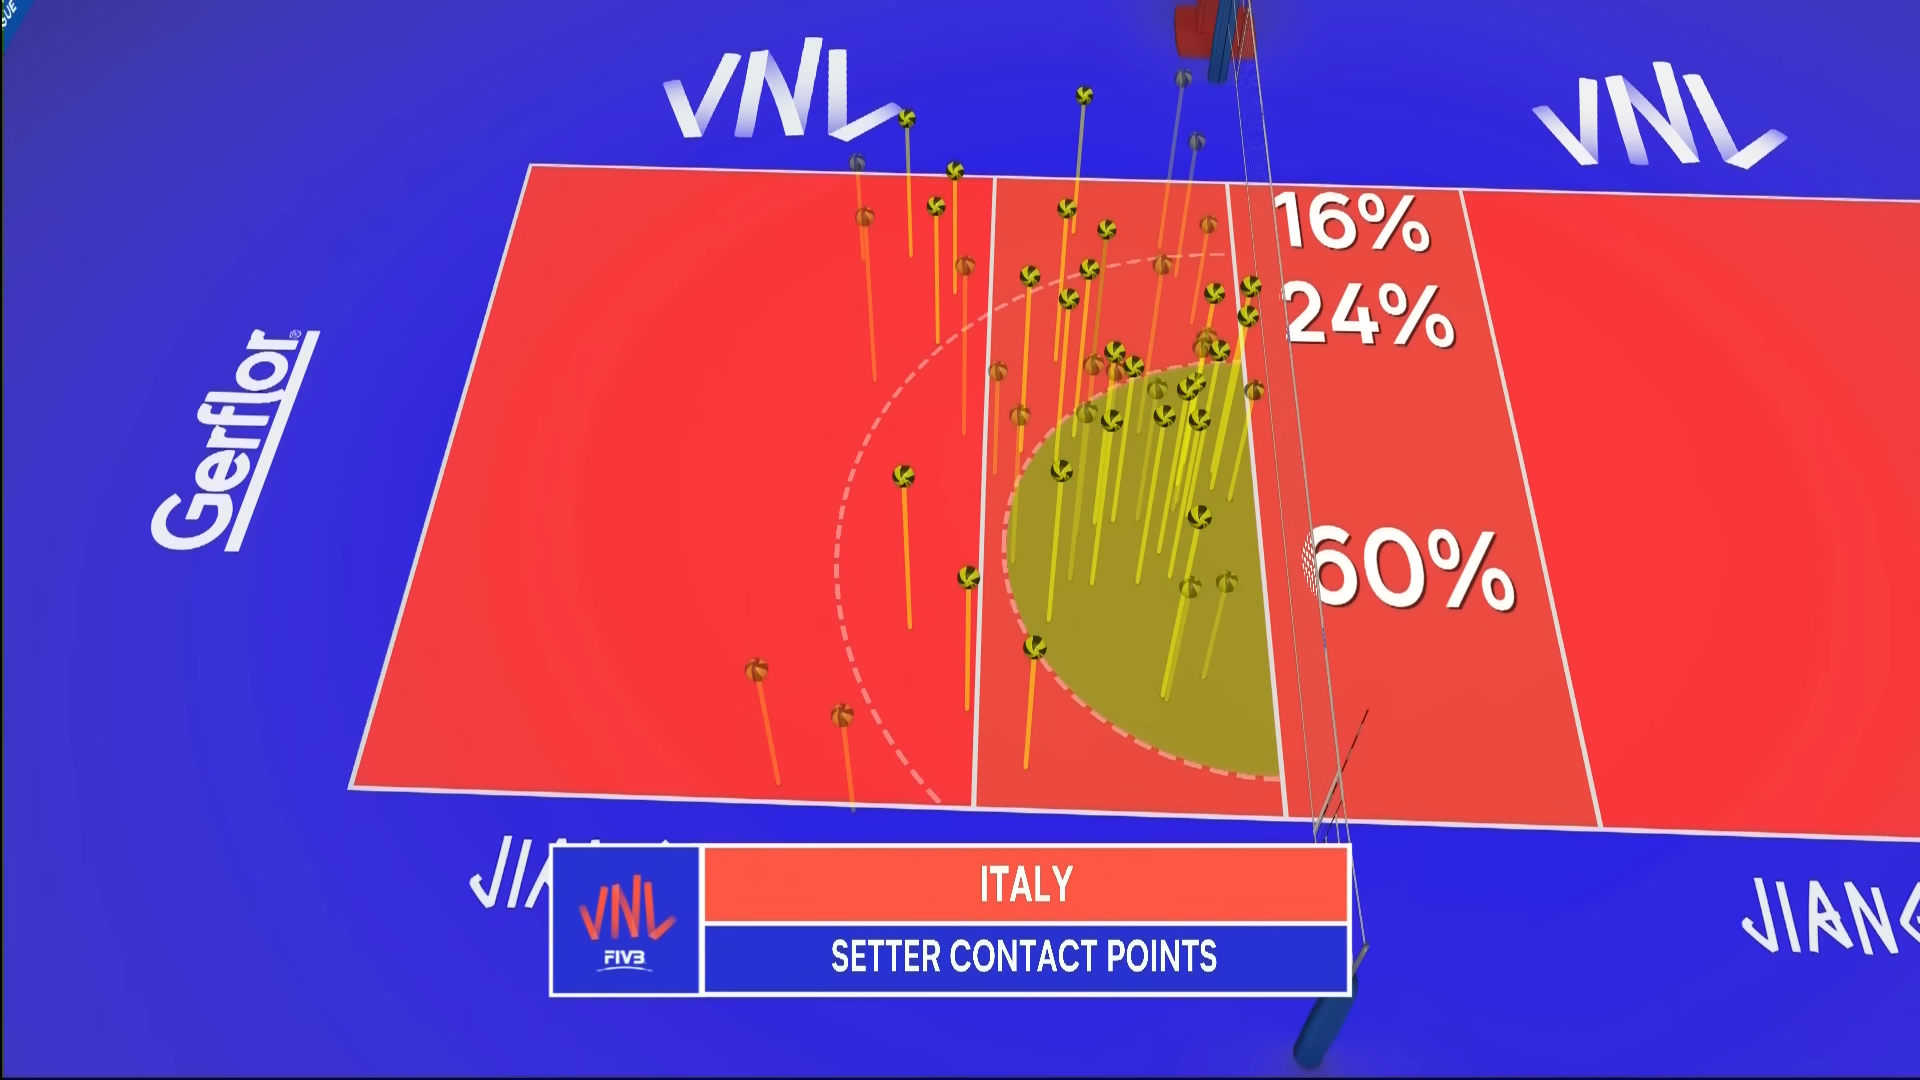 VNL
VNL
16%
24%
Gerflor®
60%
ITALY
VNL
FIVB
SETTER CONTACT POINTS